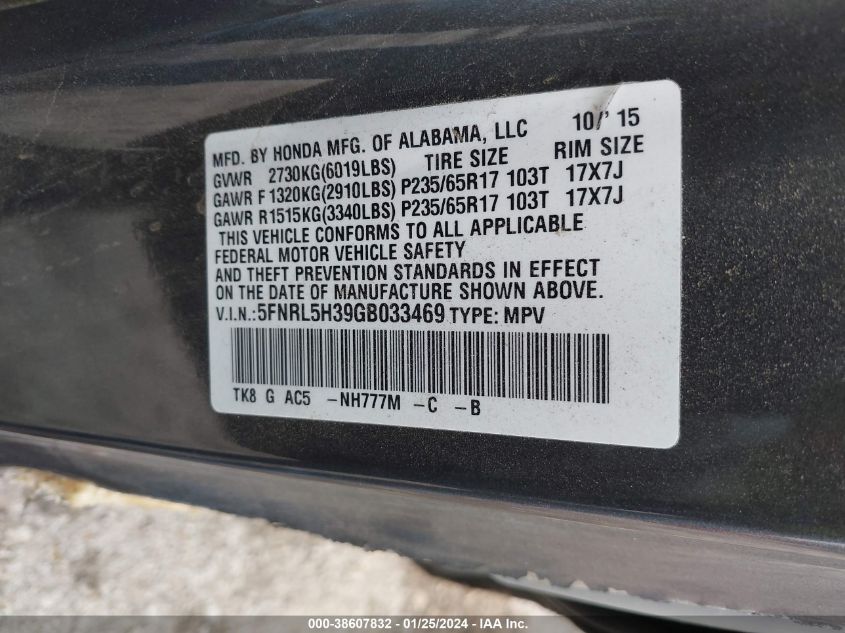 MFD. BY HONDA MFG. OF ALABAMA, LLC 10/' 15
GVWR 2730KG(6019LBS) TIRE SIZE RIM SIZE
GAWR F 1320KG(2910LBS) P235/65R17 103T 17X7J
GAWR R1515KG(3340LBS) P235/65R17 103T 17X7J
THIS VEHICLE CONFORMS TO ALL APPLICABLE
FEDERAL MOTOR VEHICLE SAFETY
AND THEFT PREVENTION STANDARDS IN EFFECT
ON THE DATE OF MANUFACTURE SHOWN ABOVE.
V.I.N.:5FNRL5H39GB033469 TYPE: MPV
TK8 G AC5 -NH777M -C -B
000-38607832 - 01/25/2024 - IAA Inc.